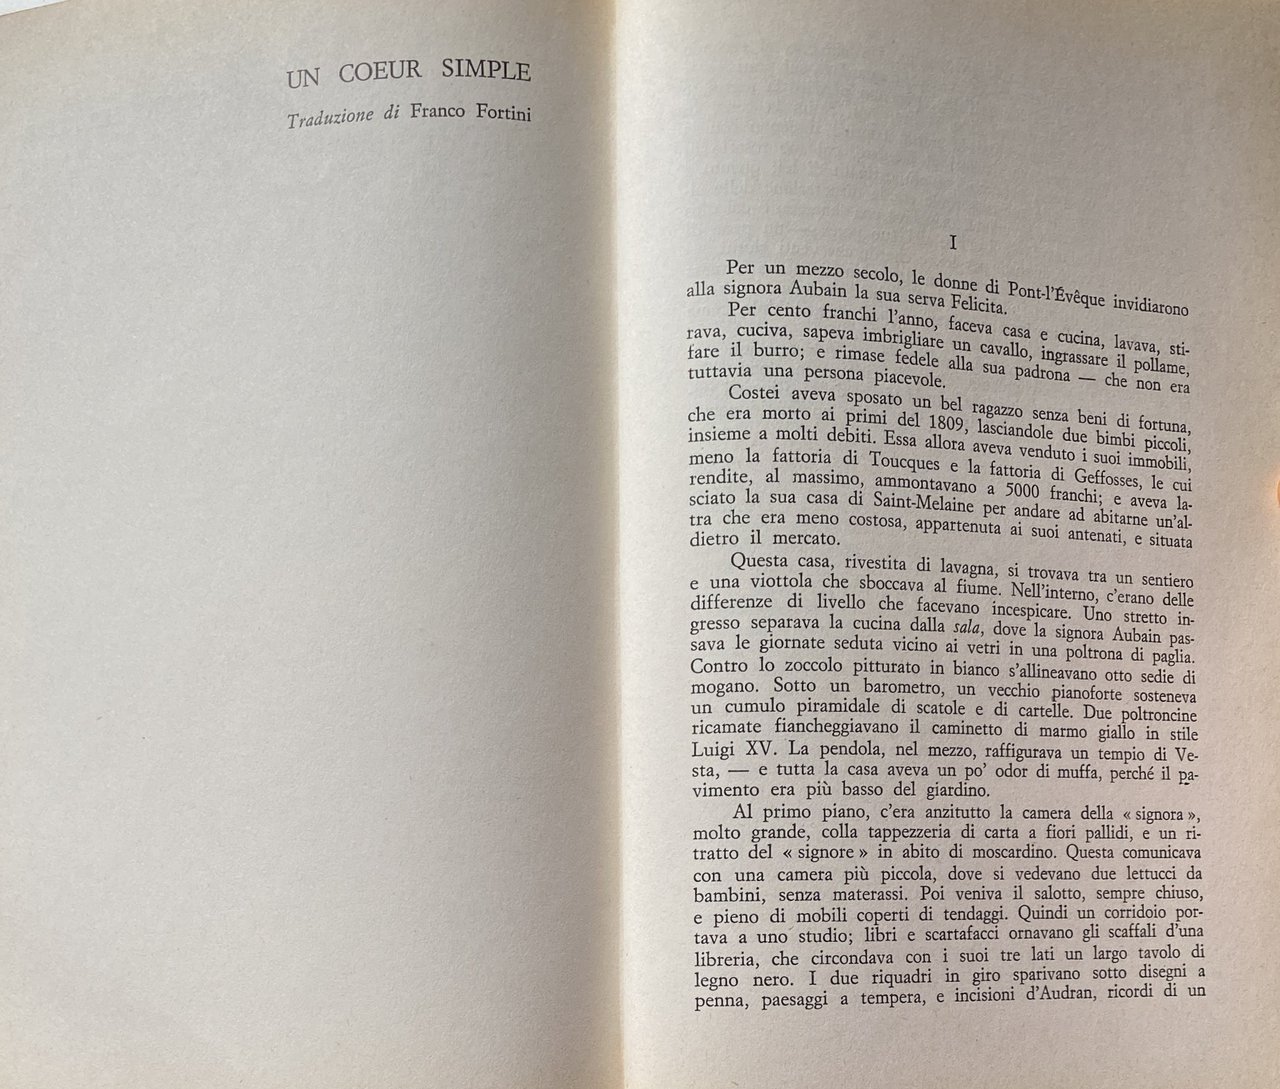 UN COEUR SIMPLE
Traduzione di Franco Fortini
I
Per un mezzo secolo, le donne di Pont-l'Évêque invidiarono
alla signora Aubain la sua serva Felicita.
Per cento franchi l'anno, faceva casa e cucina, lavava, sti-
rava, cuciva, sapeva imbrigliare un cavallo, ingrassare il pollame,
fare il burro; e rimase fedele alla sua padrona — che non era
tuttavia una persona piacevole.
Costei aveva sposato un bel ragazzo senza beni di fortuna,
che era morto ai primi del 1809, lasciandole due bimbi piccoli,
insieme a molti debiti. Essa allora aveva venduto i suoi immobili,
meno la fattoria di Toucques e la fattoria di Geffosses, le cui
rendite, al massimo, ammontavano a 5000 franchi; e aveva la-
sciato la sua casa di Saint-Melaine per andare ad abitarne un'al-
tra che era meno costosa, appartenuta ai suoi antenati, e situata
dietro il mercato.
Questa casa, rivestita di lavagna, si trovava tra un sentiero
e una viottola che sboccava al fiume. Nell'interno, c'erano delle
differenze di livello che facevano incespicare. Uno stretto in-
gresso separava la cucina dalla sala, dove la signora Aubain pas-
sava le giornate seduta vicino ai vetri in una poltrona di paglia.
Contro lo zoccolo pitturato in bianco s'allineavano otto sedie di
mogano. Sotto un barometro, un vecchio pianoforte sosteneva
un cumulo piramidale di scatole e di cartelle. Due poltroncine
ricamate fiancheggiavano il caminetto di marmo giallo in stile
Luigi XV. La pendola, nel mezzo, raffigurava un tempio di Ve-
sta, — e tutta la casa aveva un po' odor di muffa, perché il pa-
vimento era più basso del giardino.
Al primo piano, c'era anzitutto la camera della « signora »,
molto grande, colla tappezzeria di carta a fiori pallidi, e un ri-
tratto del « signore » in abito di moscardino. Questa comunicava
con una camera più piccola, dove si vedevano due lettucci da
bambini, senza materassi. Poi veniva il salotto, sempre chiuso,
e pieno di mobili coperti di tendaggi. Quindi un corridoio por-
tava a uno studio; libri e scartafacci ornavano gli scaffali d'una
libreria, che circondava con i suoi tre lati un largo tavolo di
legno nero. I due riquadri in giro sparivano sotto disegni a
penna, paesaggi a tempera, e incisioni d'Audran, ricordi di un